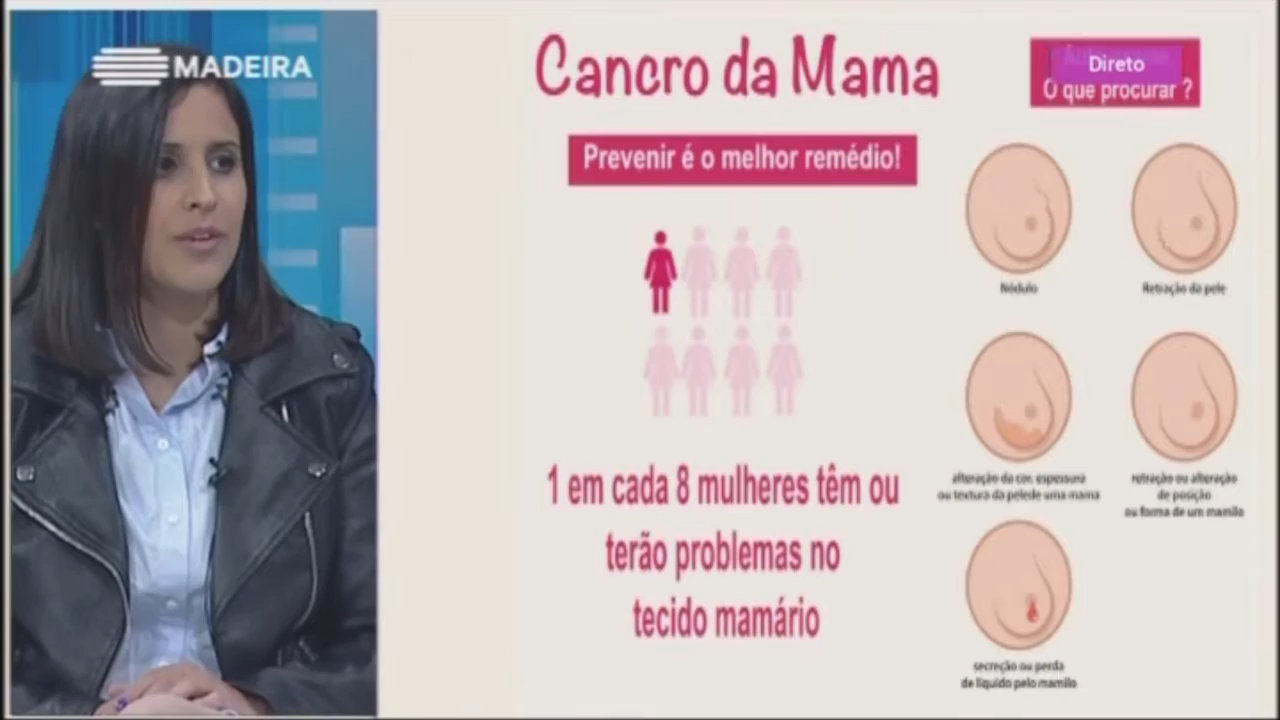 MADEIRA
Cancro da Mama
Prevenir é o melhor remédio!
1 em cada 8 mulheres têm ou
terão problemas no
tecido mamário
Direto
O que procurar ?
Nódulo
Retração da pele
alteração da cor, espessura
ou textura da pelede uma mama
retração ou alteração
de posição
ou forma de um mamilo
secreção ou perda
de líquido pelo mamilo